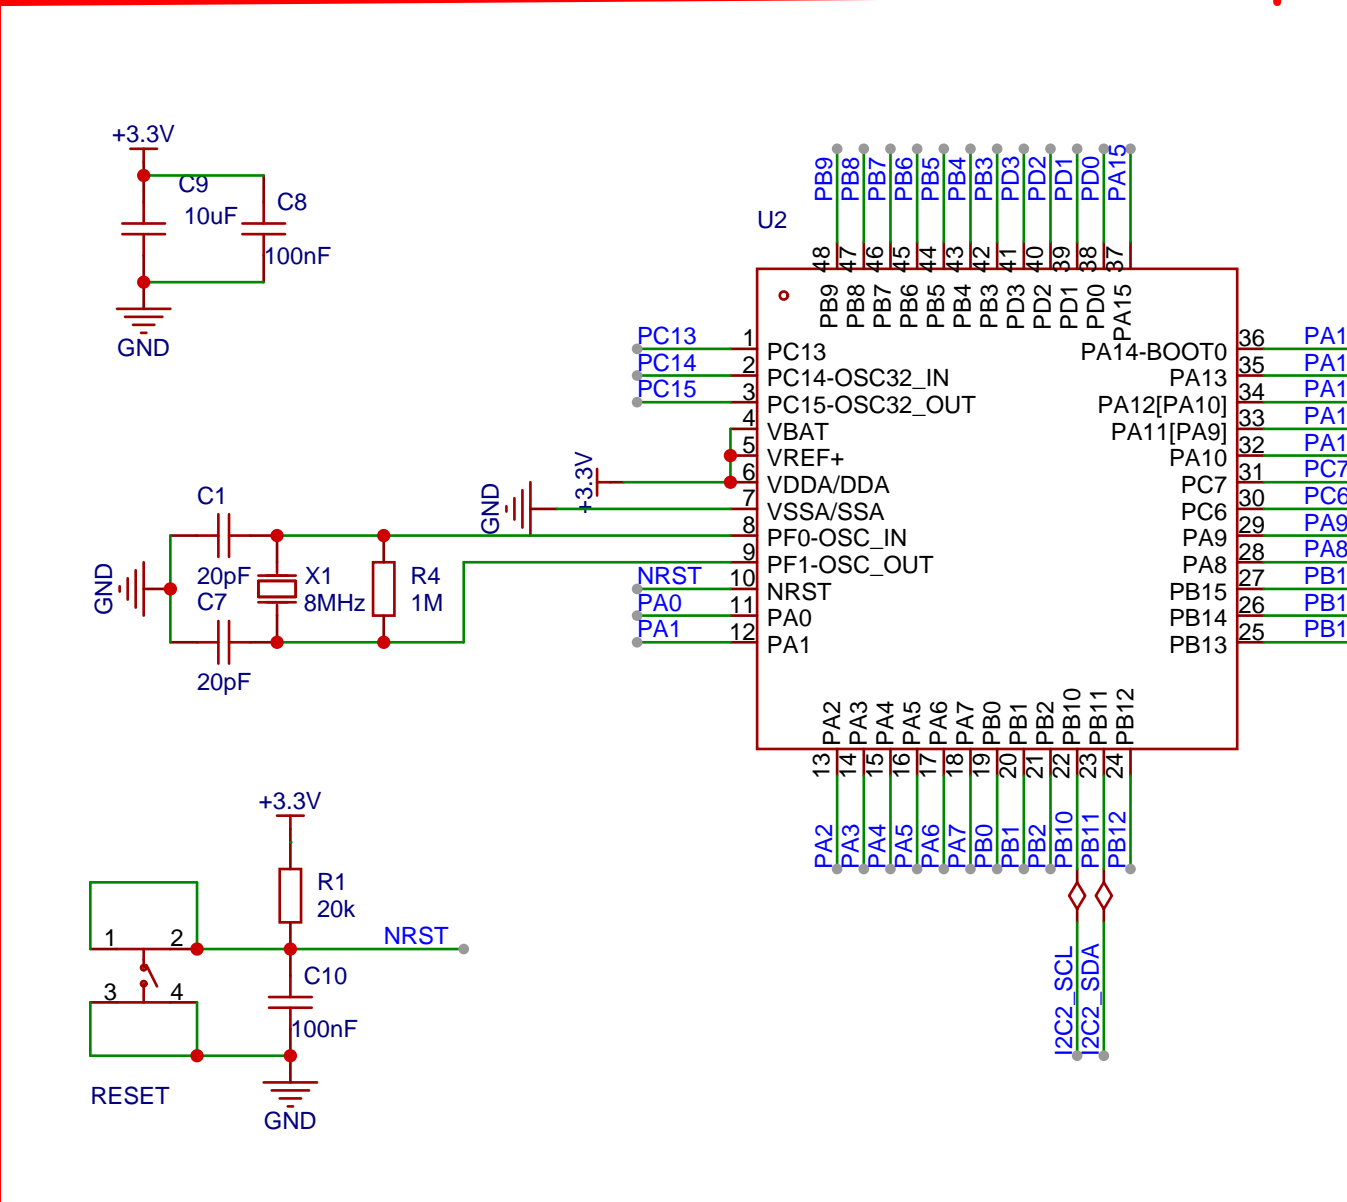 +3.3V
C9
10uF
C8
100nF
GND
U2
PB9
PB8
PB7
PB6
PB5
PB4
PB3
PD3
PD2
PD1
PD0
PA15
48
47
46
45
44
43
42
41
40
39
38
37
PB9
PB8
PB7
PB6
PB5
PB4
PB3
PD3
PD2
PD1
PD0
PA15
PC13 1 PC13
PC14 2 PC14-OSC32_IN
PC15 3 PC15-OSC32_OUT
4 VBAT
5 VREF+
+3.3V 6 VDDA/DDA
GND 7 VSSA/SSA
8 PF0-OSC_IN
9 PF1-OSC_OUT
NRST 10 NRST
PA0 11 PA0
PA1 12 PA1
PA14-BOOT0 36 PA1
PA13 35 PA1
PA12[PA10] 34 PA1
PA11[PA9] 33 PA1
PA10 32 PA1
PC7 31 PC7
PC6 30 PC6
PA9 29 PA9
PA8 28 PA8
PB15 27 PB1
PB14 26 PB1
PB13 25 PB1
C1
20pF
GND
C7
20pF
X1
8MHz
R4
1M
PA2
PA3
PA4
PA5
PA6
PA7
PB0
PB1
PB2
PB10
PB11
PB12
13
14
15
16
17
18
19
20
21
22
23
24
PA2
PA3
PA4
PA5
PA6
PA7
PB0
PB1
PB2
PB10
PB11
PB12
I2C2_SCL
I2C2_SDA
+3.3V
R1
20k
1 2
NRST
3 4
C10
100nF
RESET
GND